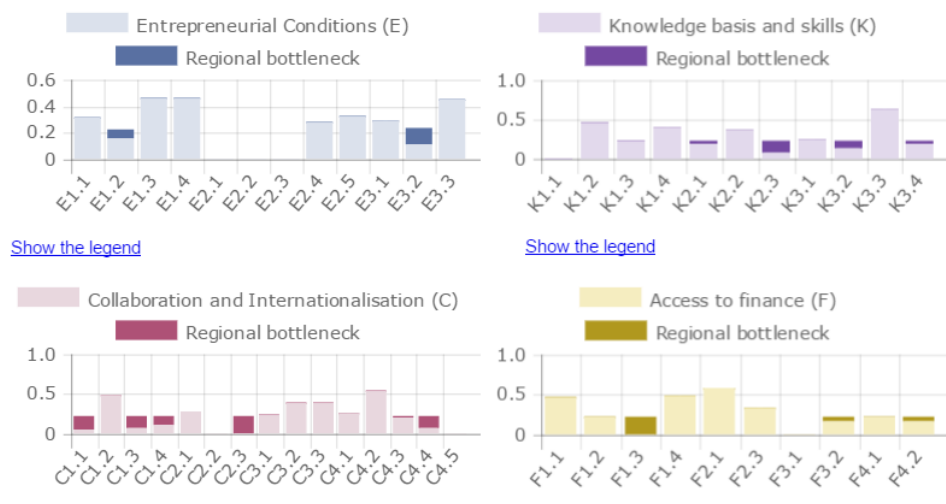 Entrepreneurial Conditions (E)
Regional bottleneck
0.6
0.4
0.2
0
E1.1 E1.2 E1.3 E1.4 E2.1 E2.2 E2.3 E2.4 E2.5 E3.1 E3.2 E3.3
Show the legend
Knowledge basis and skills (K)
Regional bottleneck
1.0
0.5
0
K1.1 K1.2 K1.3 K1.4 K2.1 K2.2 K2.3 K3.1 K3.2 K3.3 K3.4
Show the legend
Collaboration and Internationalisation (C)
Regional bottleneck
1.0
0.5
0
C1.1 C1.2 C1.3 C1.4 C2.1 C2.2 C2.3 C3.1 C3.2 C3.3 C4.1 C4.2 C4.3 C4.4 C4.5
Access to finance (F)
Regional bottleneck
1.0
0.5
0
F1.1 F1.2 F1.3 F1.4 F2.1 F2.3 F3.1 F3.2 F4.1 F4.2